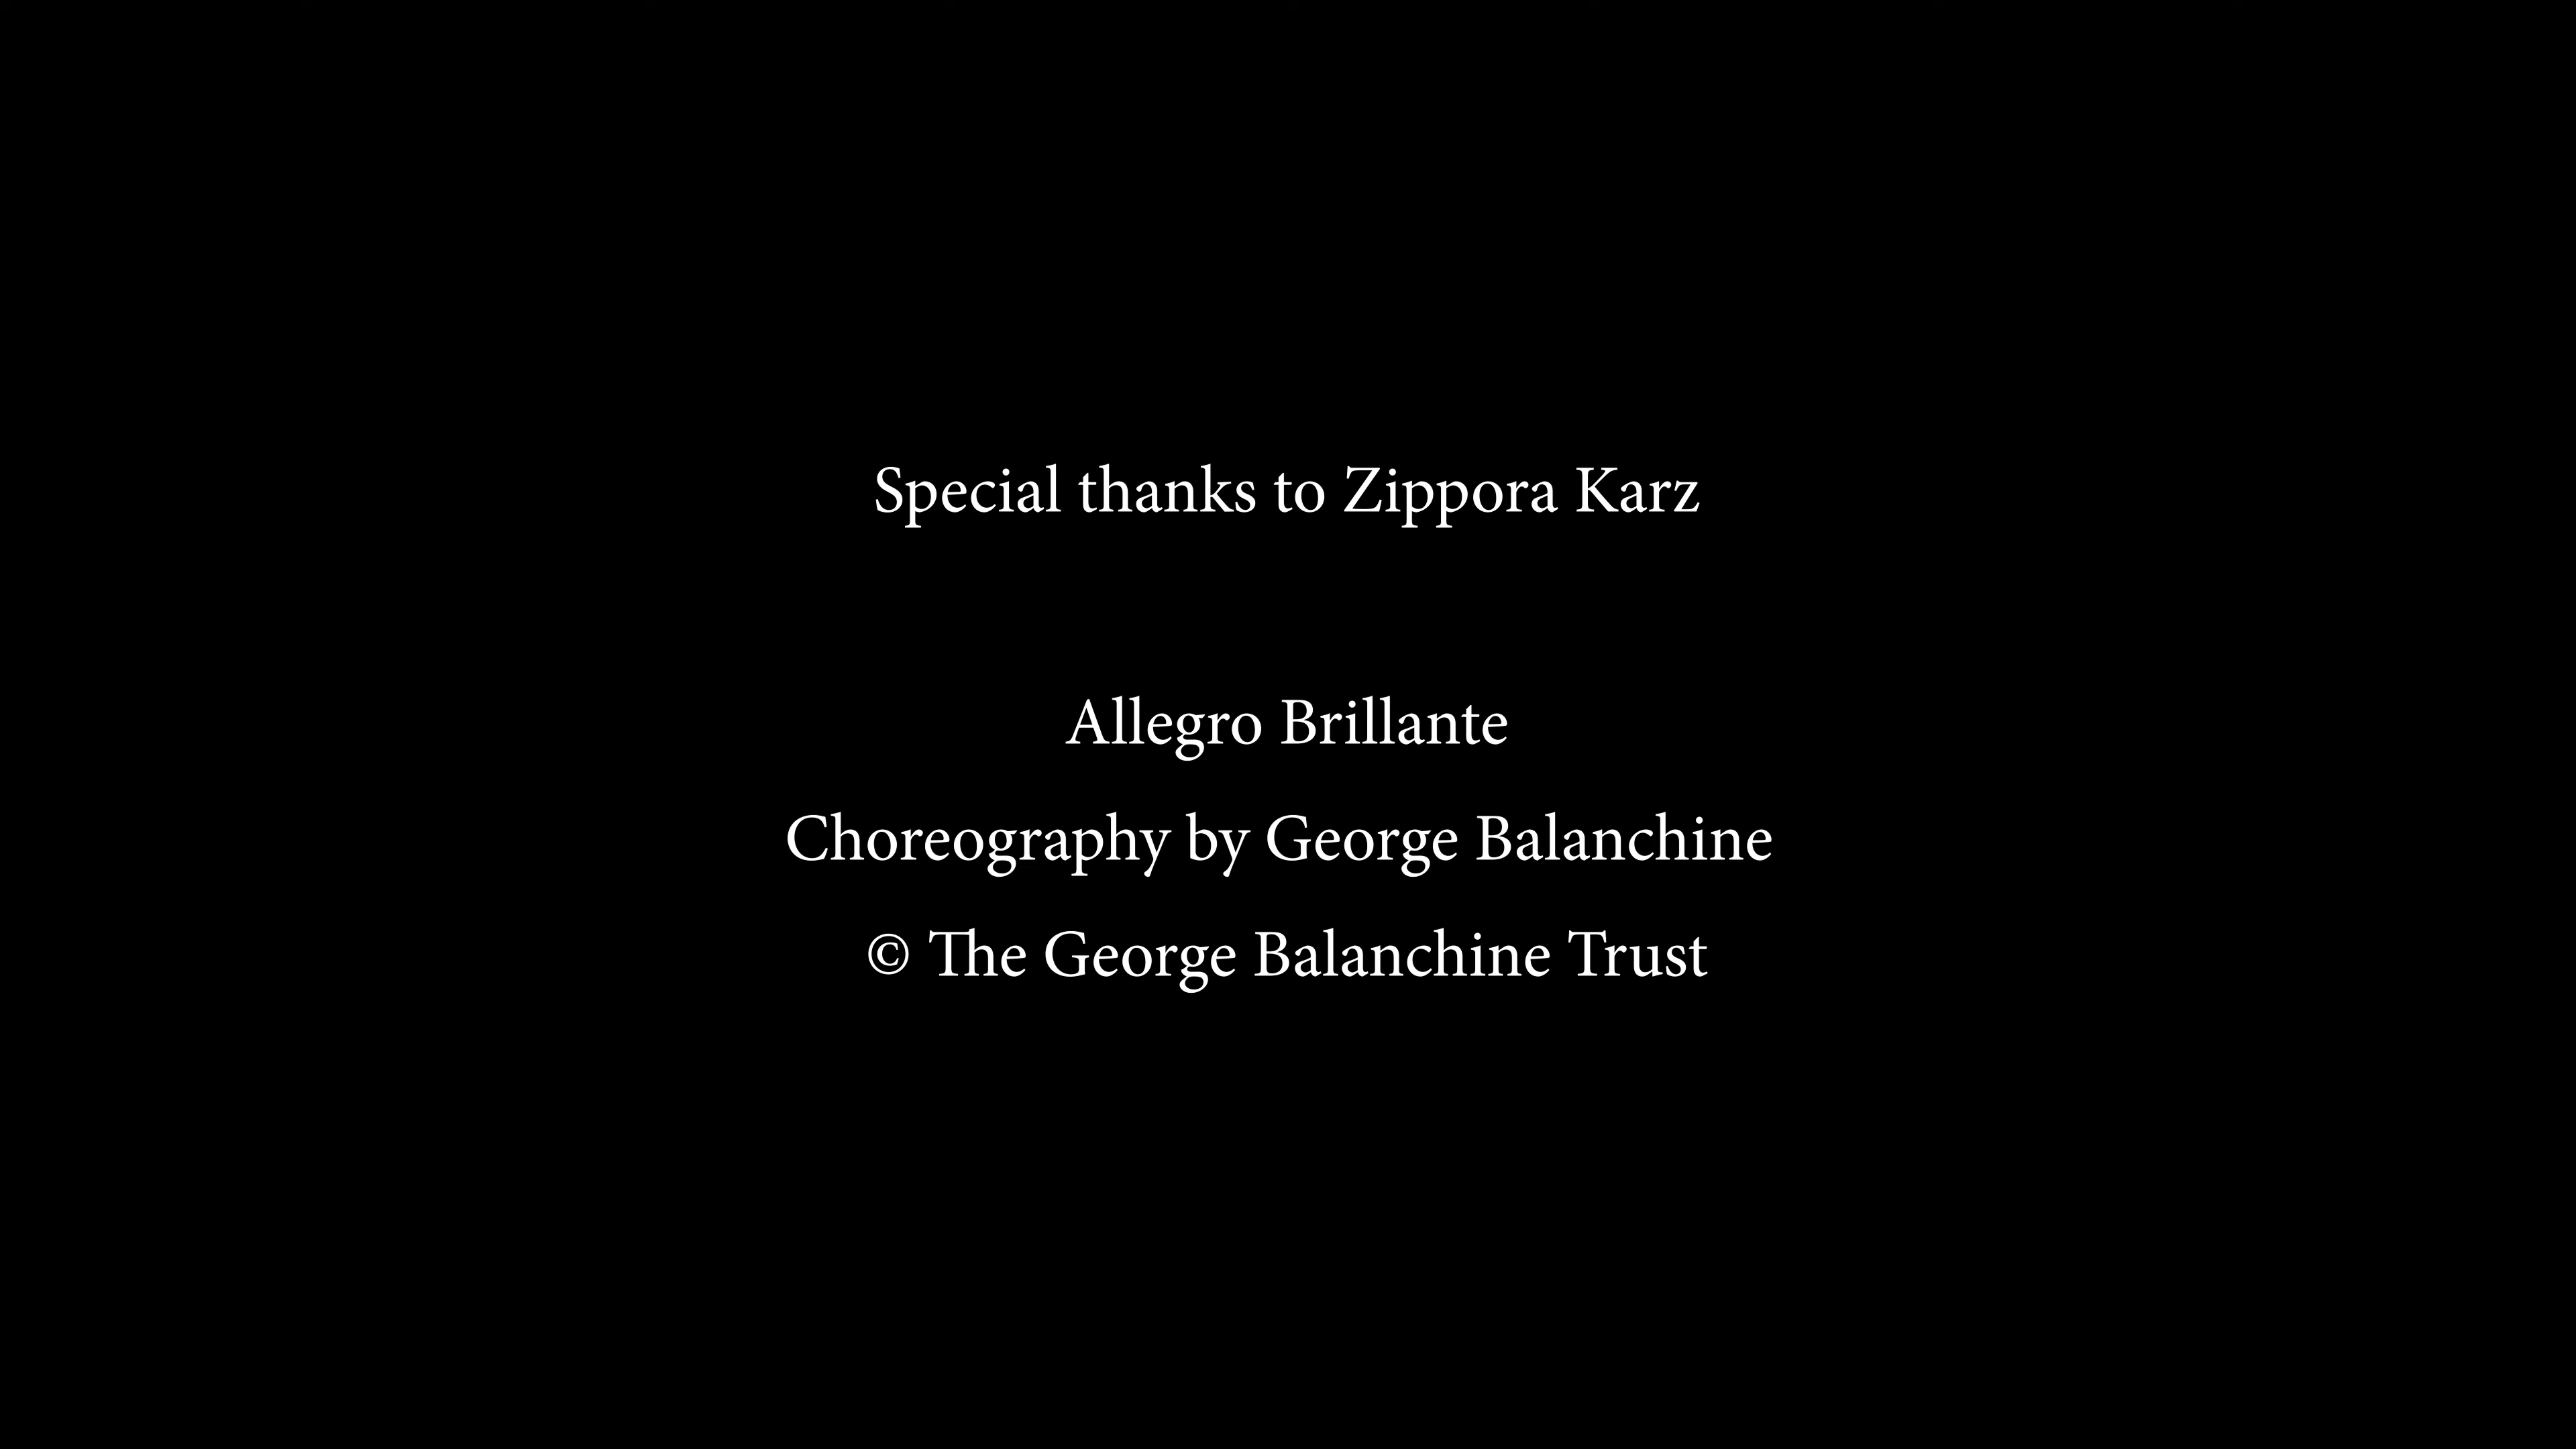 Special thanks to Zippora Karz
Allegro Brillante
Choreography by George Balanchine
© The George Balanchine Trust